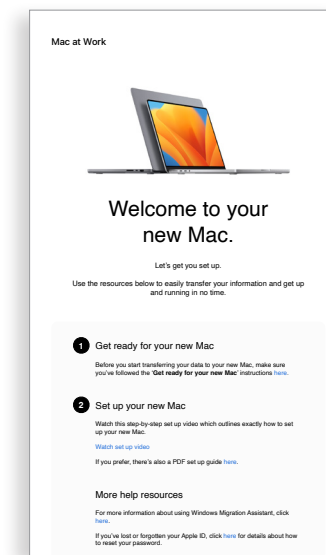 Mac at Work
Welcome to your
new Mac.
Let's get you set up.
Use the resources below to easily transfer your information and get up
and running in no time.
1 Get ready for your new Mac
Before you start transferring your data to your new Mac, make sure
you've followed the 'Get ready for your new Mac' instructions here.
2 Set up your new Mac
Watch this step-by-step set up video which outlines exactly how to set
up your new Mac.
Watch set up video
If you prefer, there's also a PDF set up guide here.
More help resources
For more information about using Windows Migration Assistant, click
here.
If you've lost or forgotten your Apple ID, click here for details about how
to reset your password.